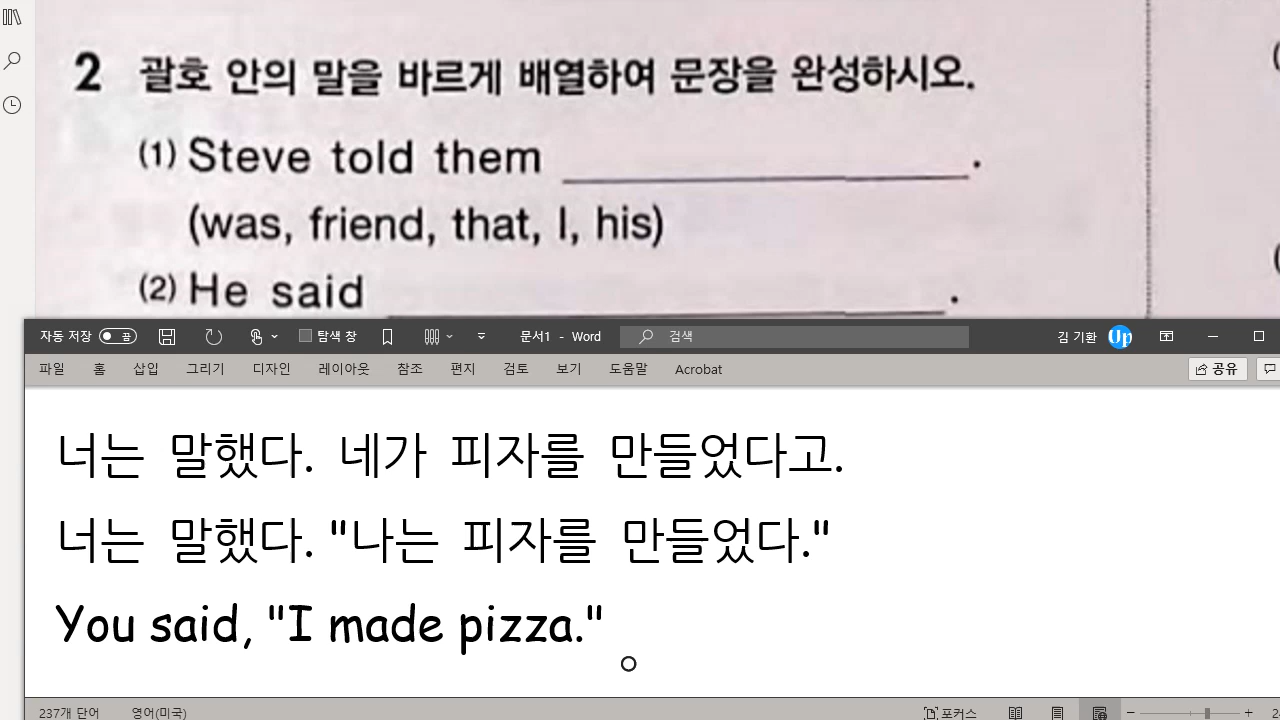 2 괄호 안의 말을 바르게 배열하여 문장을 완성하시오.
(1) Steve told them ____________.
(was, friend, that, I, his)
(2) He said ____________.
자동 저장 끔 탐색 창 문서1 - Word 검색 김 기환 Up
파일 홈 삽입 그리기 디자인 레이아웃 참조 편지 검토 보기 도움말 Acrobat 공유
너는 말했다. 네가 피자를 만들었다고.
너는 말했다. "나는 피자를 만들었다."
You said, "I made pizza."
237개 단어 영어(미국) 포커스